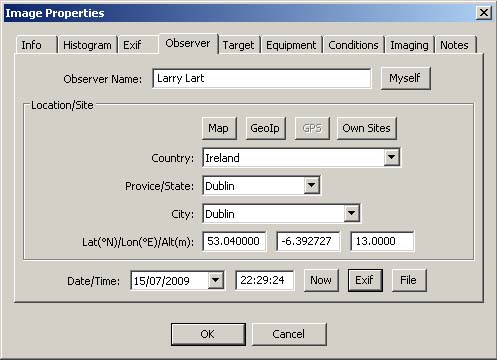 Image Properties
Info Histogram Exif Observer Target Equipment Conditions Imaging Notes
Observer Name: Larry Lart Myself
Location/Site
Map GeoIp GPS Own Sites
Country: Ireland
Provice/State: Dublin
City: Dublin
Lat(°N)/Lon(°E)/Alt(m): 53.040000 -6.392727 13.0000
Date/Time: 15/07/2009 22:29:24 Now Exif File
OK Cancel